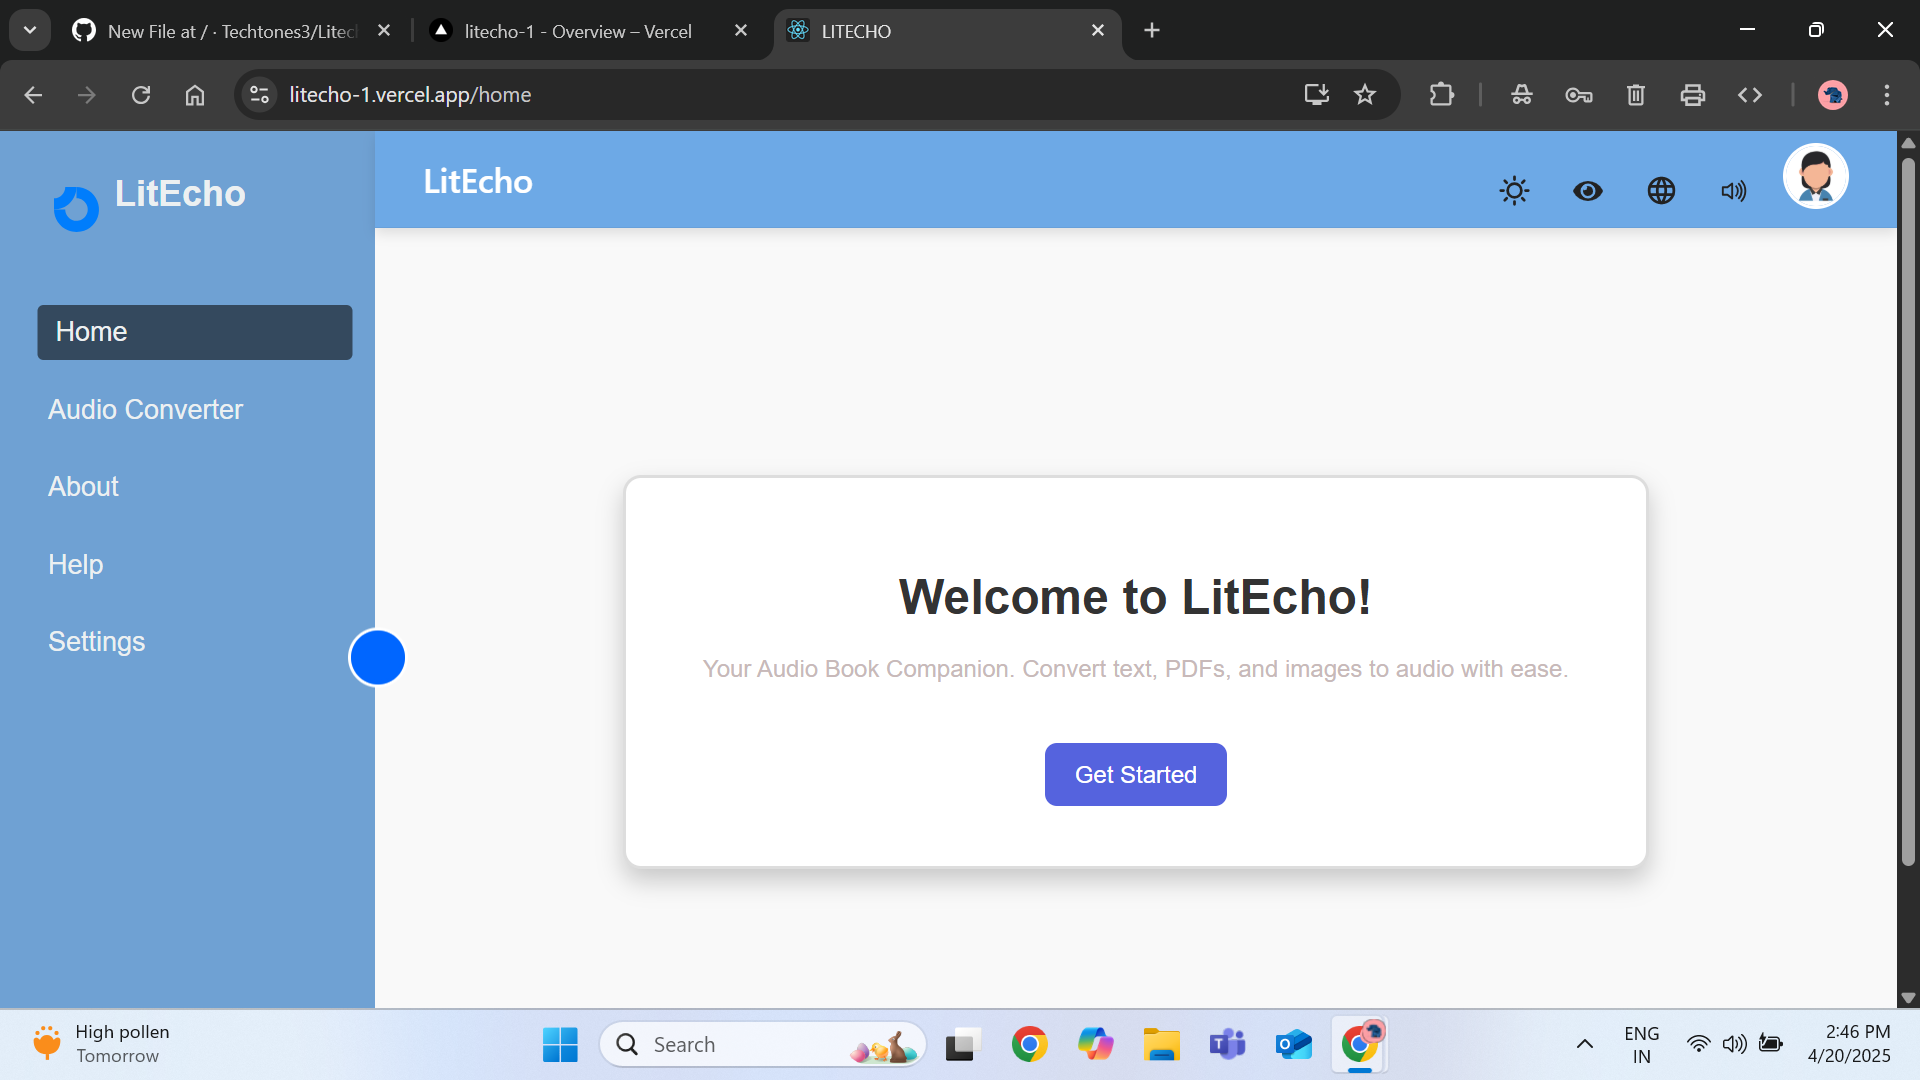 New File at / · Techtones3/Litec
litecho-1 - Overview – Vercel
LITECHO
litecho-1.vercel.app/home
LitEcho
LitEcho
Home
Audio Converter
About
Help
Settings
Welcome to LitEcho!
Your Audio Book Companion. Convert text, PDFs, and images to audio with ease.
Get Started
High pollen
Tomorrow
Search
ENG
IN
2:46 PM
4/20/2025